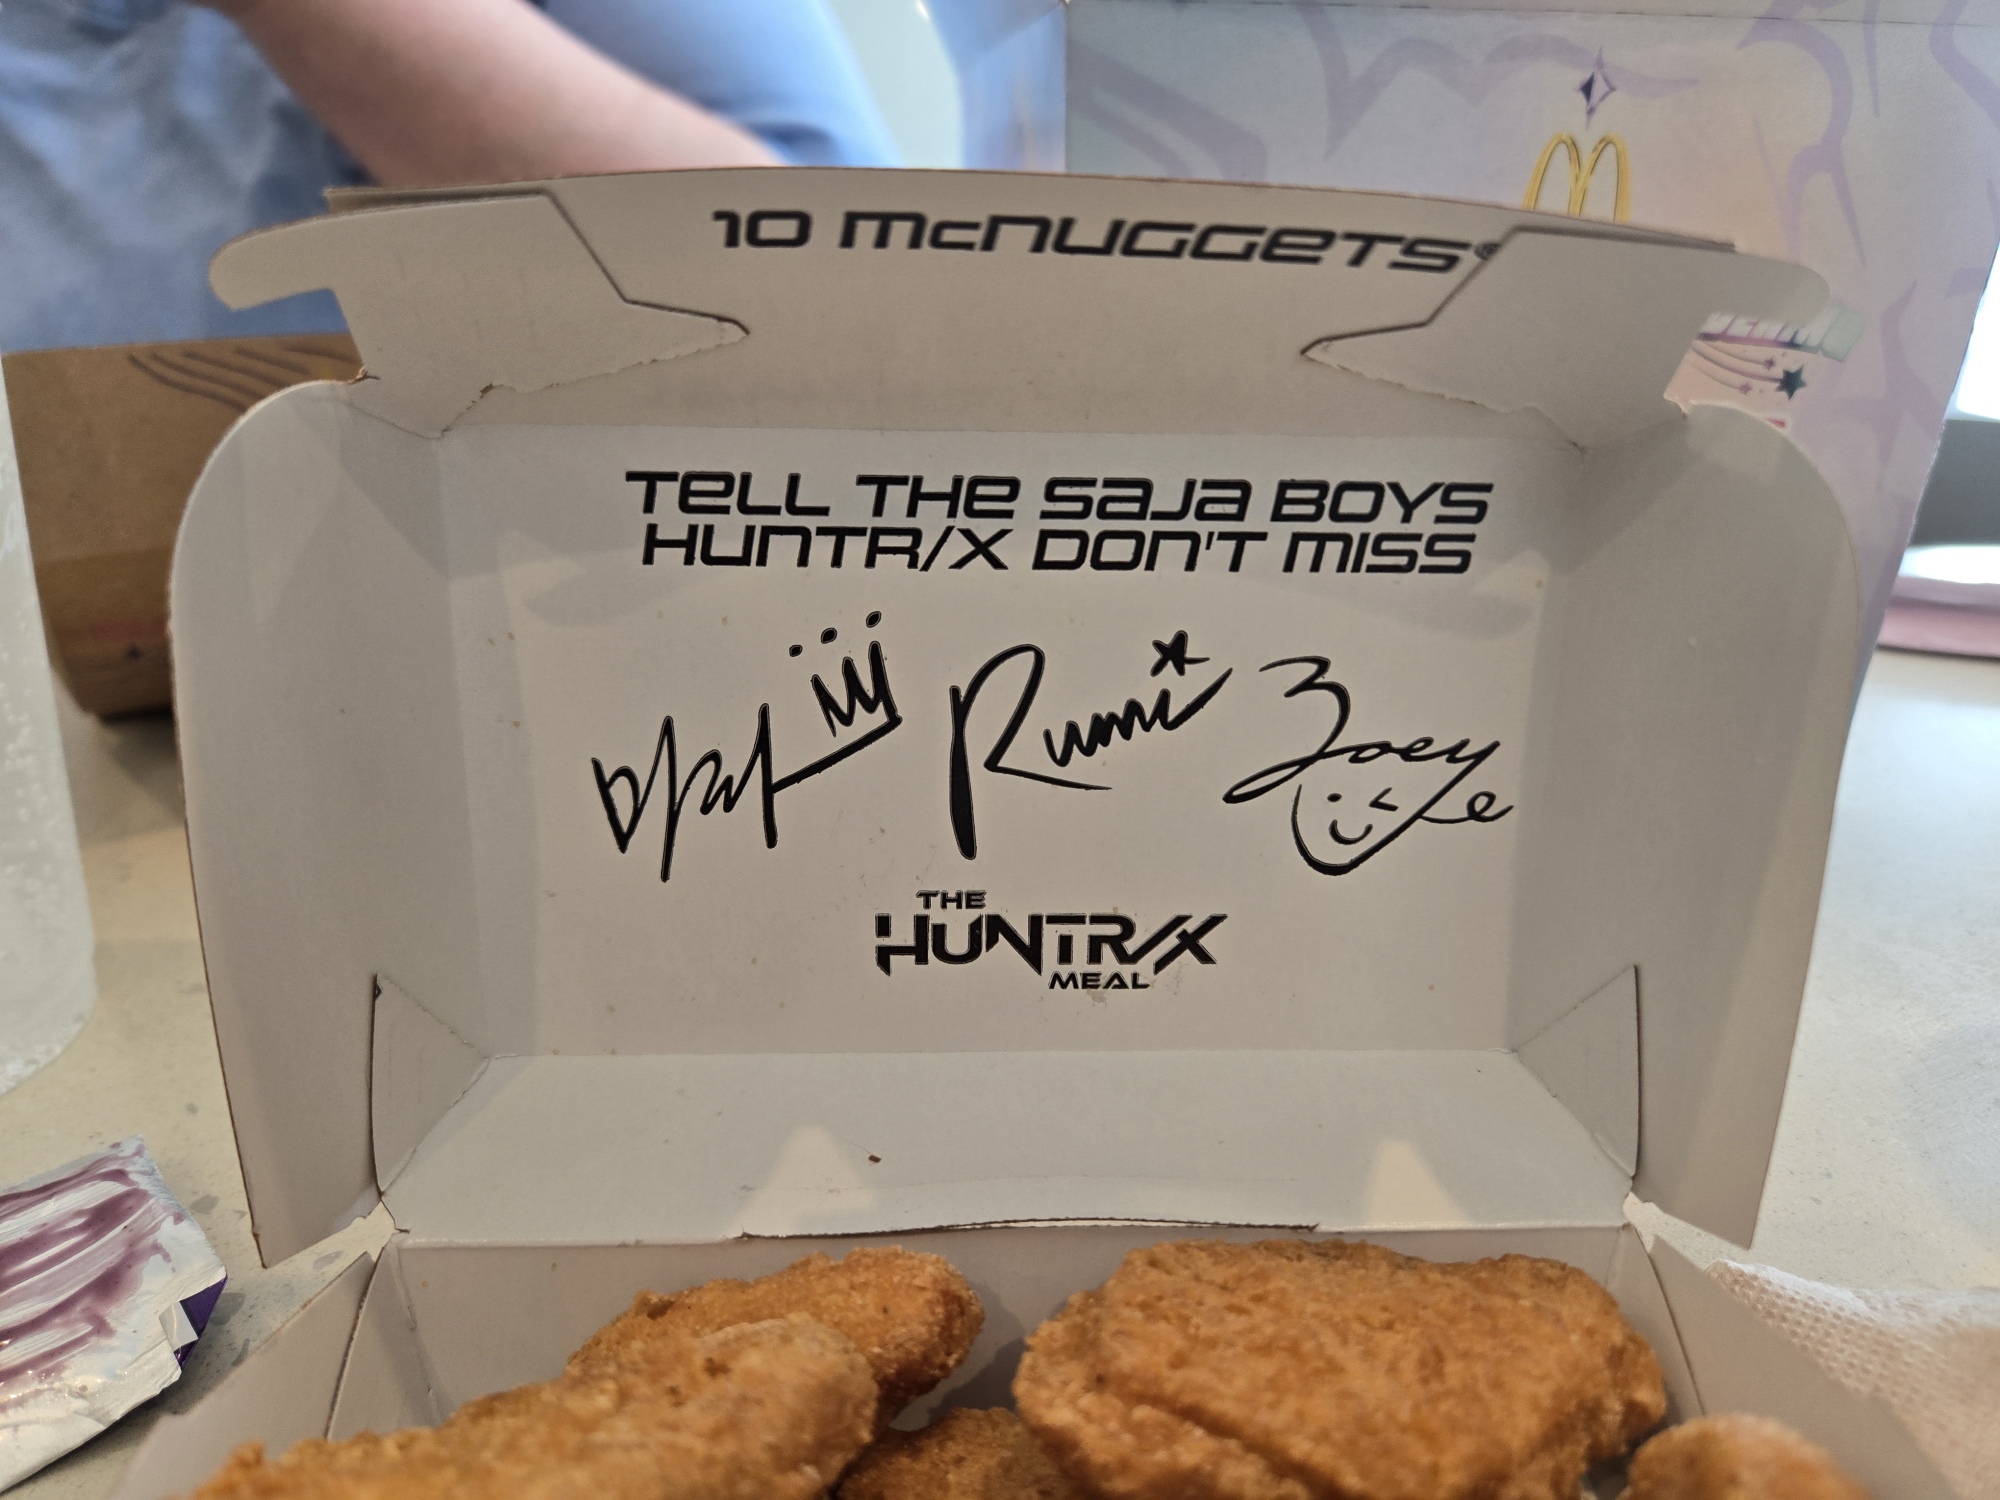 10 McNUGGETS®
TELL THE SAJA BOYS
HUNTR/X DON'T MISS
Rumi
Zoey
THE
HUNTR/X
MEAL